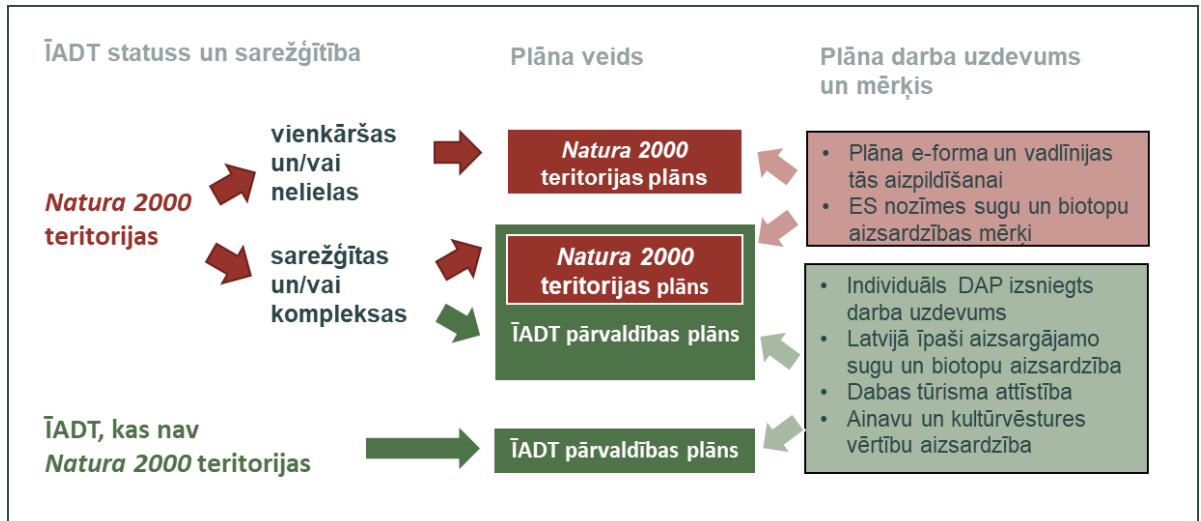 ĪADT statuss un sarežģītība
Plāna veids
Plāna darba uzdevums
un mērķis
Natura 2000
teritorijas
vienkāršas
un/vai
nelielas
sarežģītas
un/vai
kompleksas
Natura 2000
teritorijas plāns
Natura 2000
teritorijas plāns
ĪADT pārvaldības plāns
• Plāna e-forma un vadlīnijas
tās aizpildīšanai
• ES nozīmes sugu un biotopu
aizsardzības mērķi
• Individuāls DAP izsniegts
darba uzdevums
• Latvijā īpaši aizsargājamo
sugu un biotopu aizsardzība
• Dabas tūrisma attīstība
• Ainavu un kultūrvēstures
vērtību aizsardzība
ĪADT, kas nav
Natura 2000 teritorijas
ĪADT pārvaldības plāns